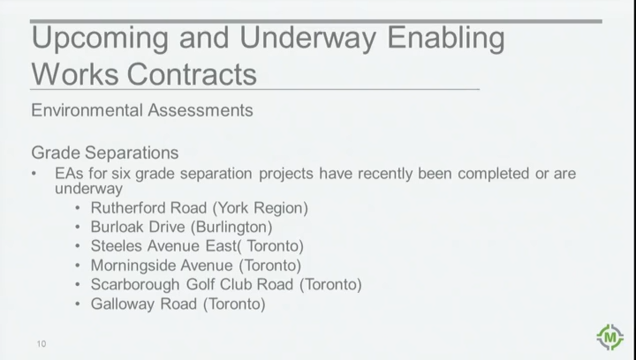 Upcoming and Underway Enabling
Works Contracts
Environmental Assessments
Grade Separations
• EAs for six grade separation projects have recently been completed or are
underway
• Rutherford Road (York Region)
• Burloak Drive (Burlington)
• Steeles Avenue East( Toronto)
• Morningside Avenue (Toronto)
• Scarborough Golf Club Road (Toronto)
• Galloway Road (Toronto)
10
M